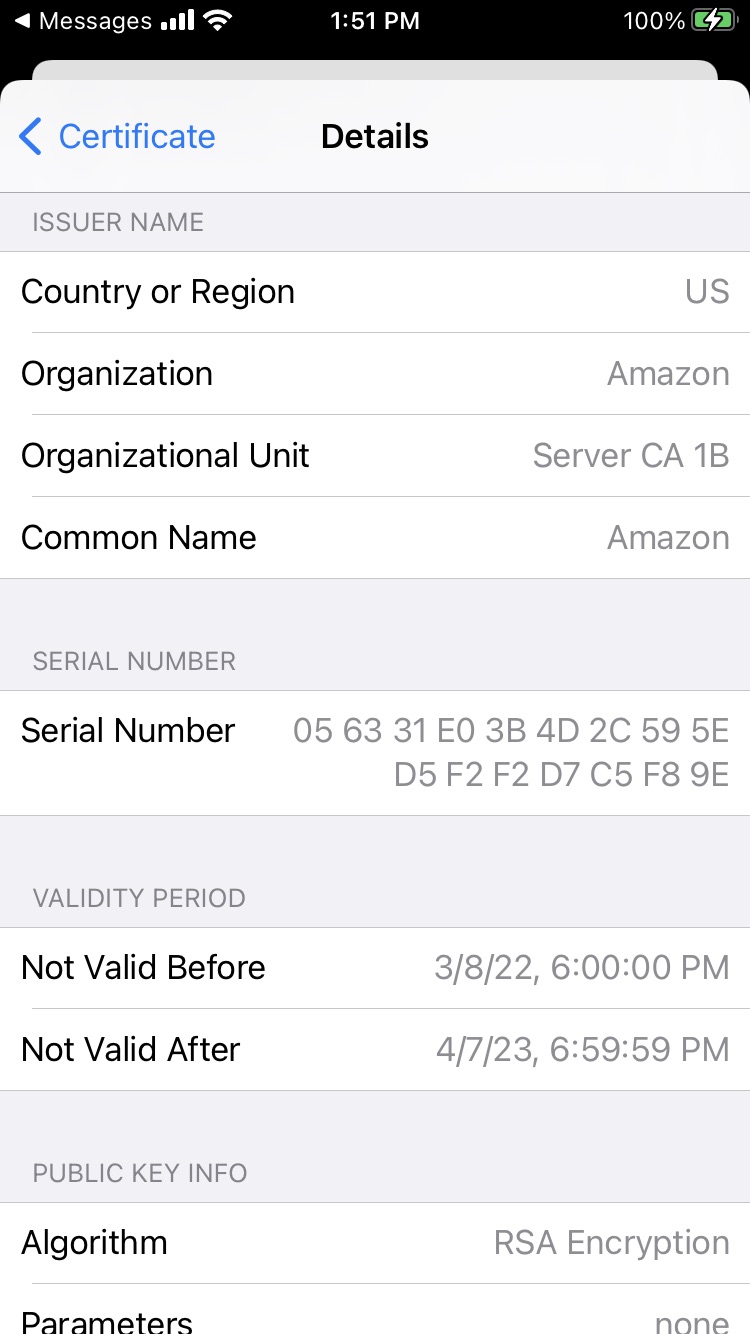 Messages 1:51 PM 100%
Certificate Details
ISSUER NAME
Country or Region US
Organization Amazon
Organizational Unit Server CA 1B
Common Name Amazon
SERIAL NUMBER
Serial Number 05 63 31 E0 3B 4D 2C 59 5E
D5 F2 F2 D7 C5 F8 9E
VALIDITY PERIOD
Not Valid Before 3/8/22, 6:00:00 PM
Not Valid After 4/7/23, 6:59:59 PM
PUBLIC KEY INFO
Algorithm RSA Encryption
Parameters none